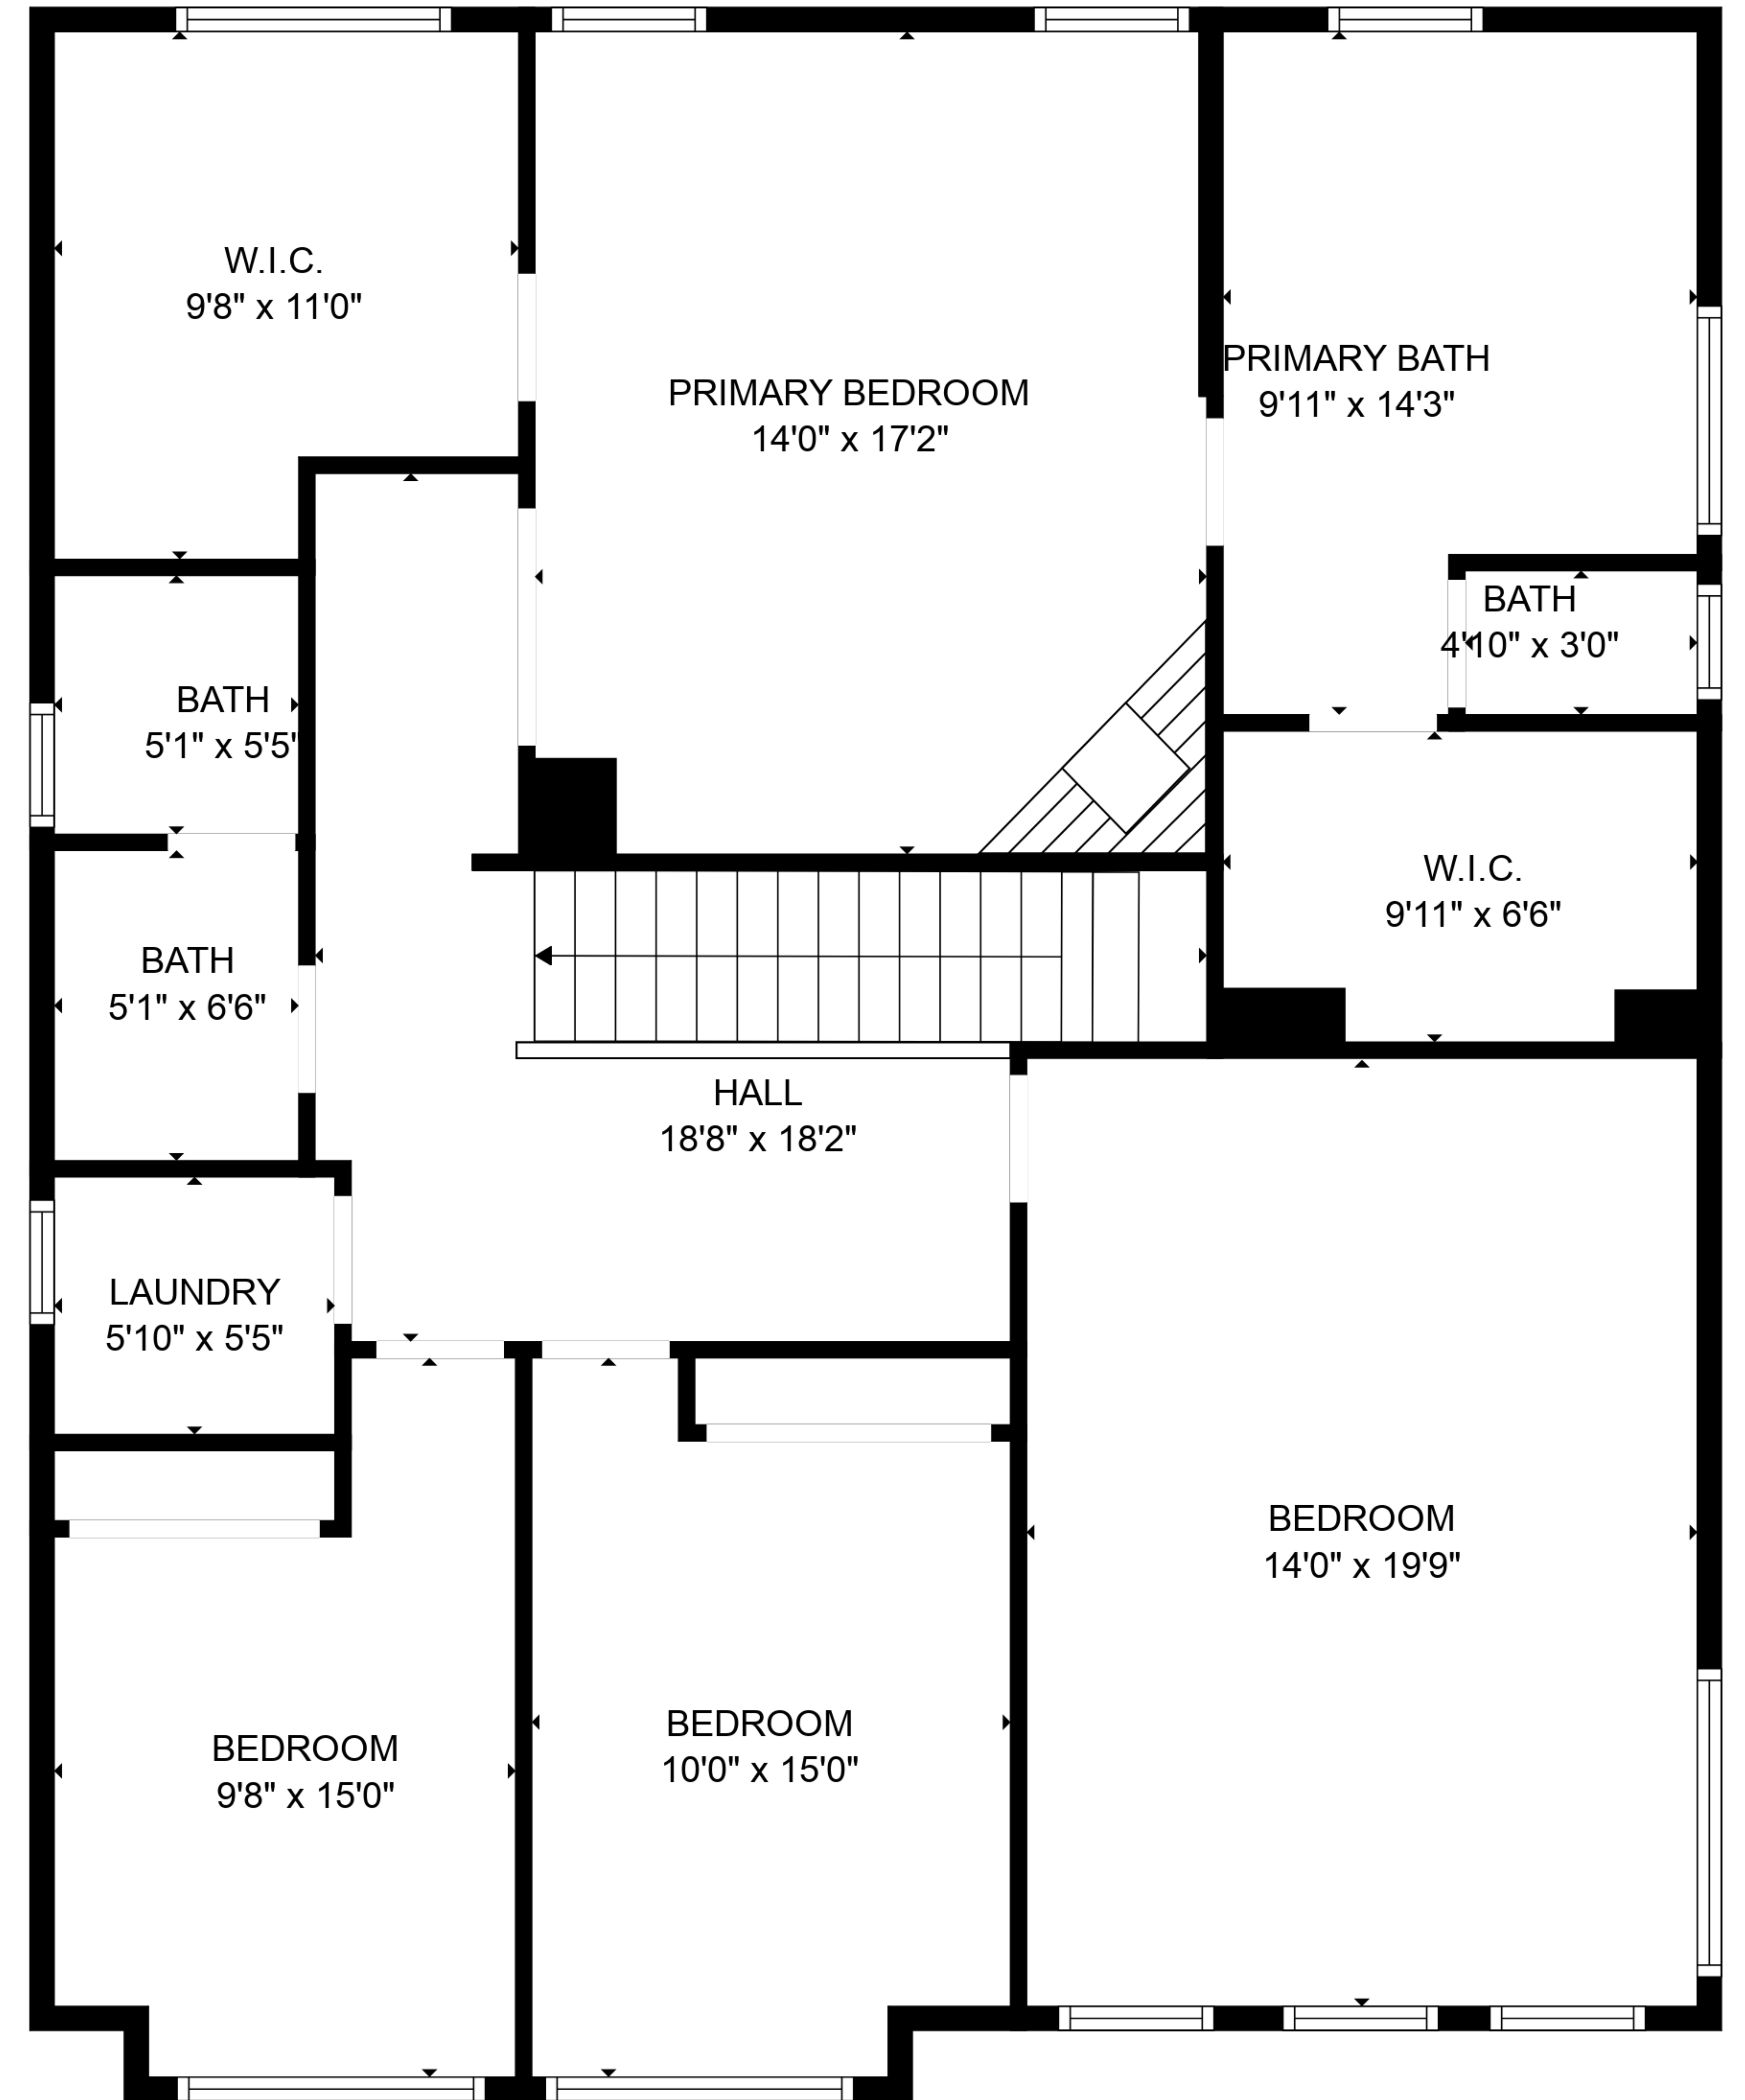 W.I.C.
9'8" x 11'0"
PRIMARY BEDROOM
14'0" x 17'2"
PRIMARY BATH
9'11" x 14'3"
BATH
4'10" x 3'0"
BATH
5'1" x 5'5"
W.I.C.
9'11" x 6'6"
BATH
5'1" x 6'6"
HALL
18'8" x 18'2"
LAUNDRY
5'10" x 5'5"
BEDROOM
14'0" x 19'9"
BEDROOM
10'0" x 15'0"
BEDROOM
9'8" x 15'0"